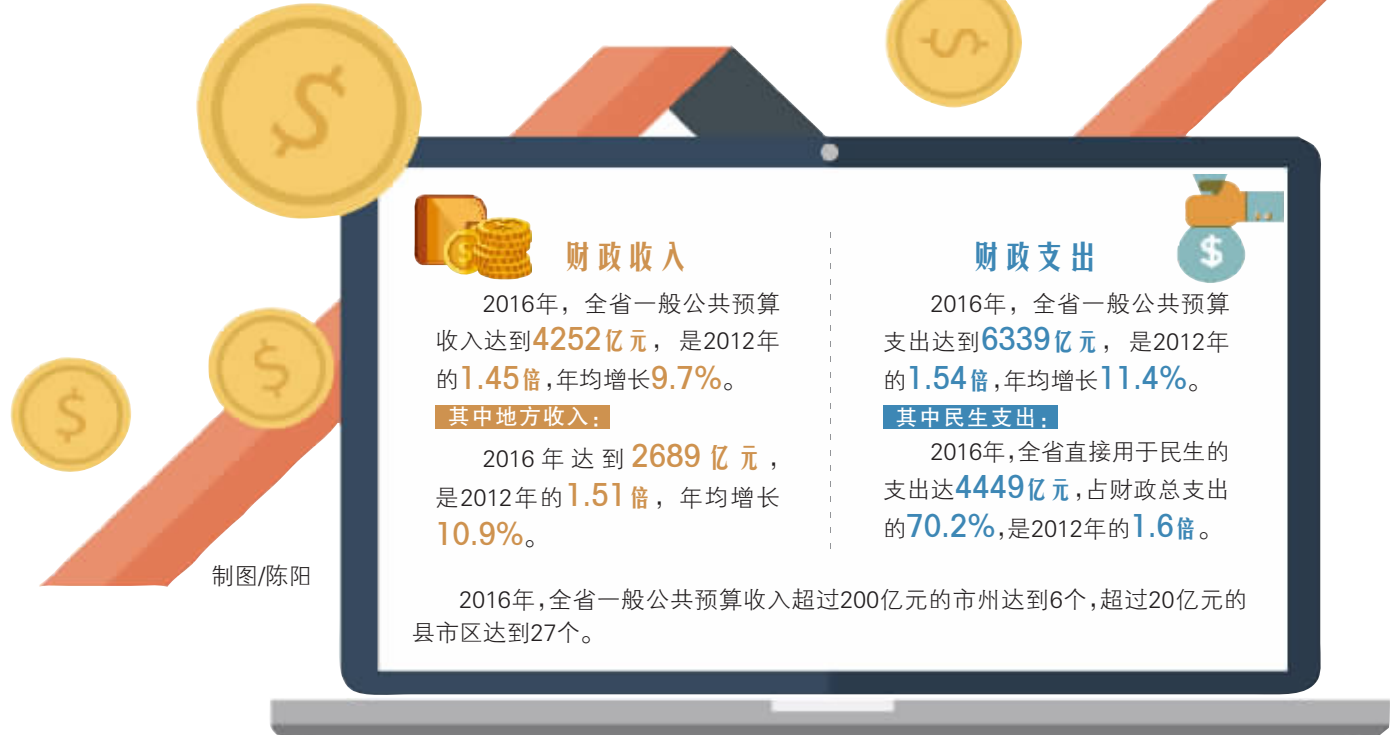 财政收入
2016年，全省一般公共预算
收入达到4252亿元，是2012年
的1.45倍，年均增长9.7%。
其中地方收入：
2016年达到2689亿元，
是2012年的1.51倍，年均增长
10.9%。
财政支出
2016年，全省一般公共预算
支出达到6339亿元，是2012年
的1.54倍，年均增长11.4%。
其中民生支出：
2016年，全省直接用于民生的
支出达4449亿元，占财政总支出
的70.2%，是2012年的1.6倍。
制图/陈阳
2016年，全省一般公共预算收入超过200亿元的市州达到6个，超过20亿元的
县市区达到27个。